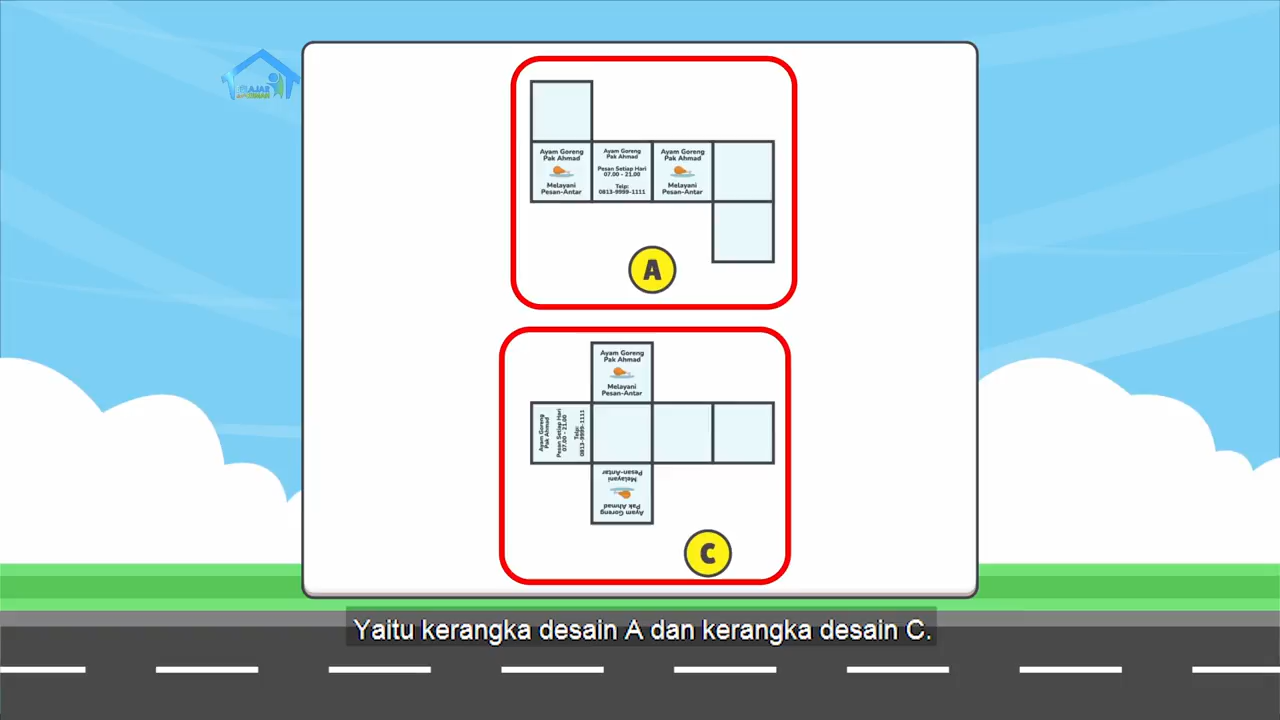 AJAR
Ayam Goreng
Pak Ahmad
Melayani
Pesan-Antar
Ayam Goreng
Pak Ahmad
Pesan Setiap Hari
07.00 - 21.00
Telp:
0813-9999-1111
Ayam Goreng
Pak Ahmad
Melayani
Pesan-Antar
A
Ayam Goreng
Pak Ahmad
Melayani
Pesan-Antar
Ayam Goreng
Pak Ahmad
Pesan Setiap Hari
07.00 - 21.00
Telp:
0813-9999-1111
Ayam Goreng
Pak Ahmad
Melayani
Pesan-Antar
C
Yaitu kerangka desain A dan kerangka desain C.